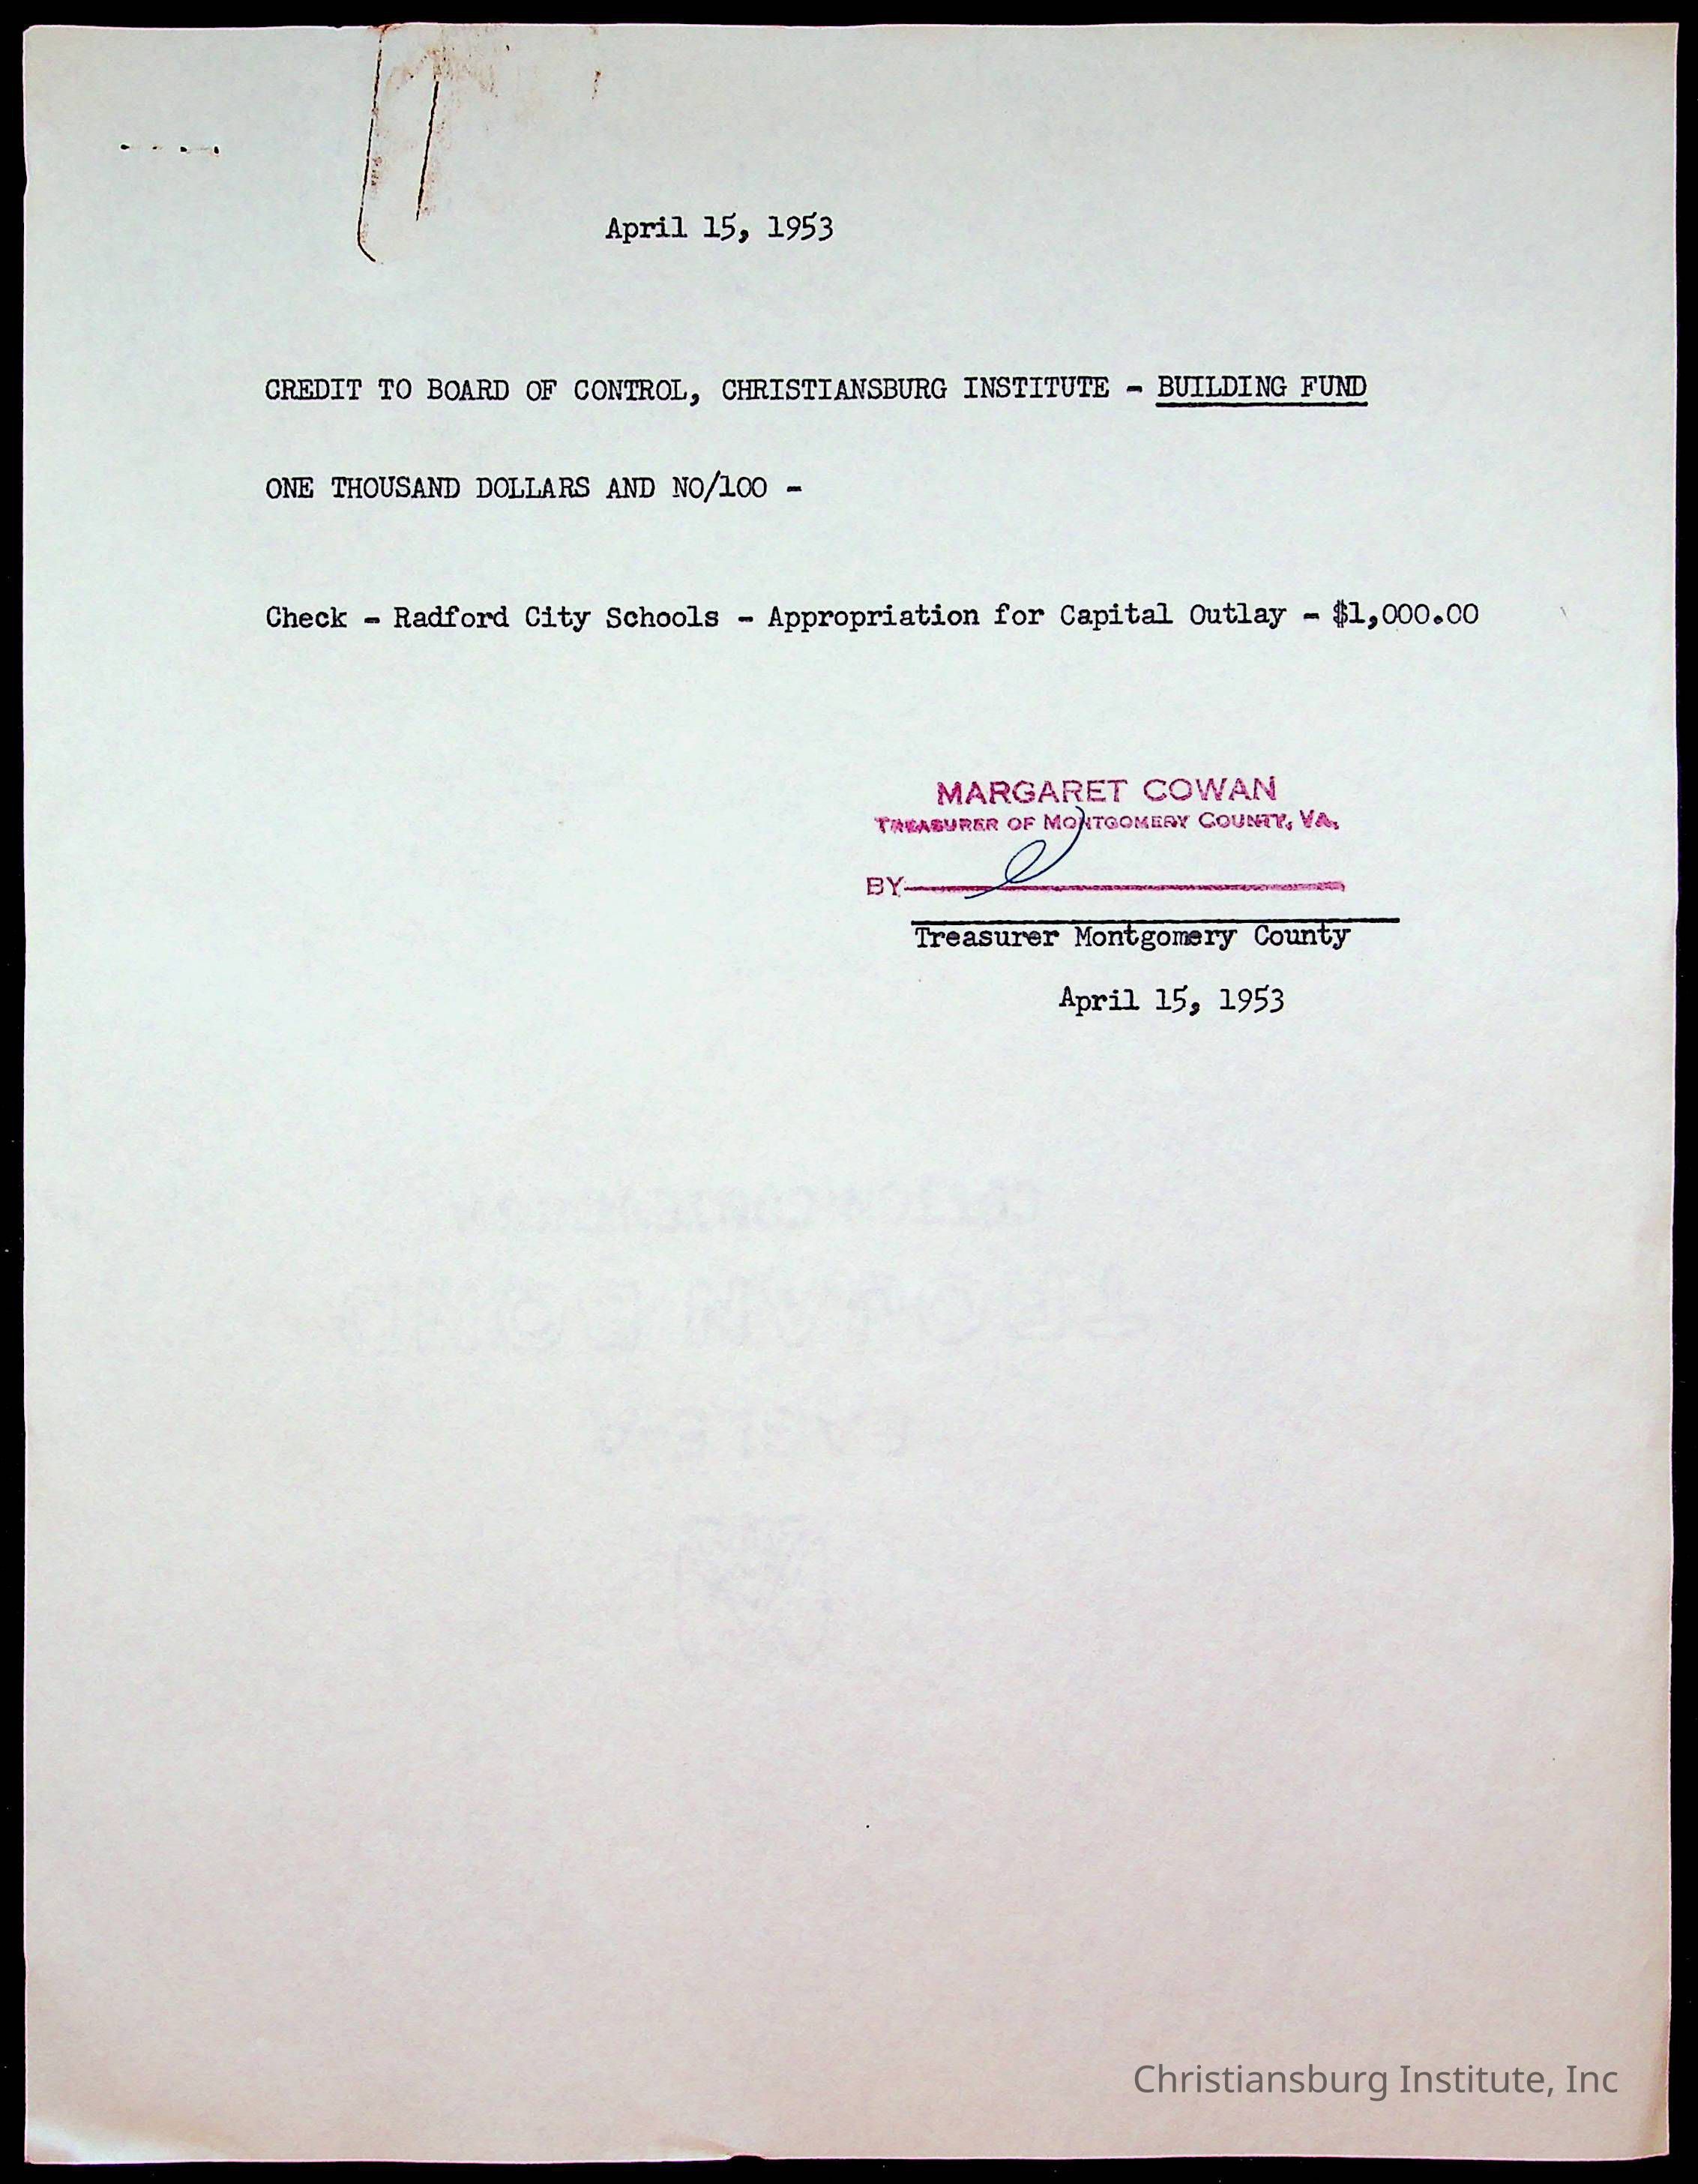 April 15, 1953
CREDIT TO BOARD OF CONTROL, CHRISTIANSBURG INSTITUTE - BUILDING FUND
ONE THOUSAND DOLLARS AND NO/100 -
Check - Radford City Schools - Appropriation for Capital Outlay - $1,000.00
MARGARET COWAN
TREASURER OF MONTGOMERY COUNTY, VA.
BY
Treasurer Montgomery County
April 15, 1953
Christiansburg Institute, Inc